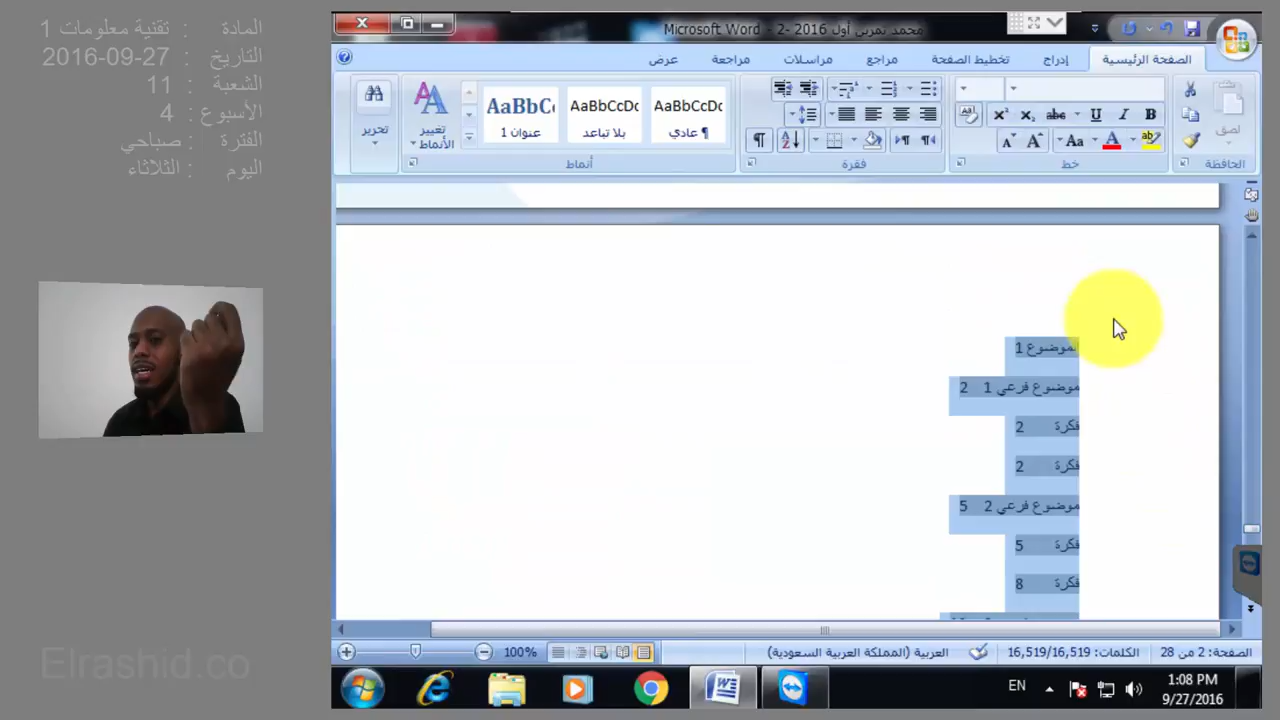 المادة : تقنية معلومات 1
التاريخ : 27-09-2016
الشعبة : 11
الأسبوع : 4
الفترة : صباحي
اليوم : الثلاثاء
Elrashid.co
محمد تمريني أول 2016 -2 - Microsoft Word
الصفحة الرئيسية
إدراج
تخطيط الصفحة
مراجع
مراسلات
مراجعة
عرض
لصق
الحافظة
خط
فقرة
AaBbCcDc
¶ عادي
AaBbCcDc
بلا تباعد
AaBbCc
عنوان 1
تغيير الأنماط
أنماط
تحرير
الموضوع 1
موضوع فرعي 1 2
فكرة 2
فكرة 2
موضوع فرعي 2 5
فكرة 5
فكرة 8
الصفحة: 2 من 28
الكلمات: 16,519/16,519
العربية (المملكة العربية السعودية)
100%
EN
1:08 PM
9/27/2016